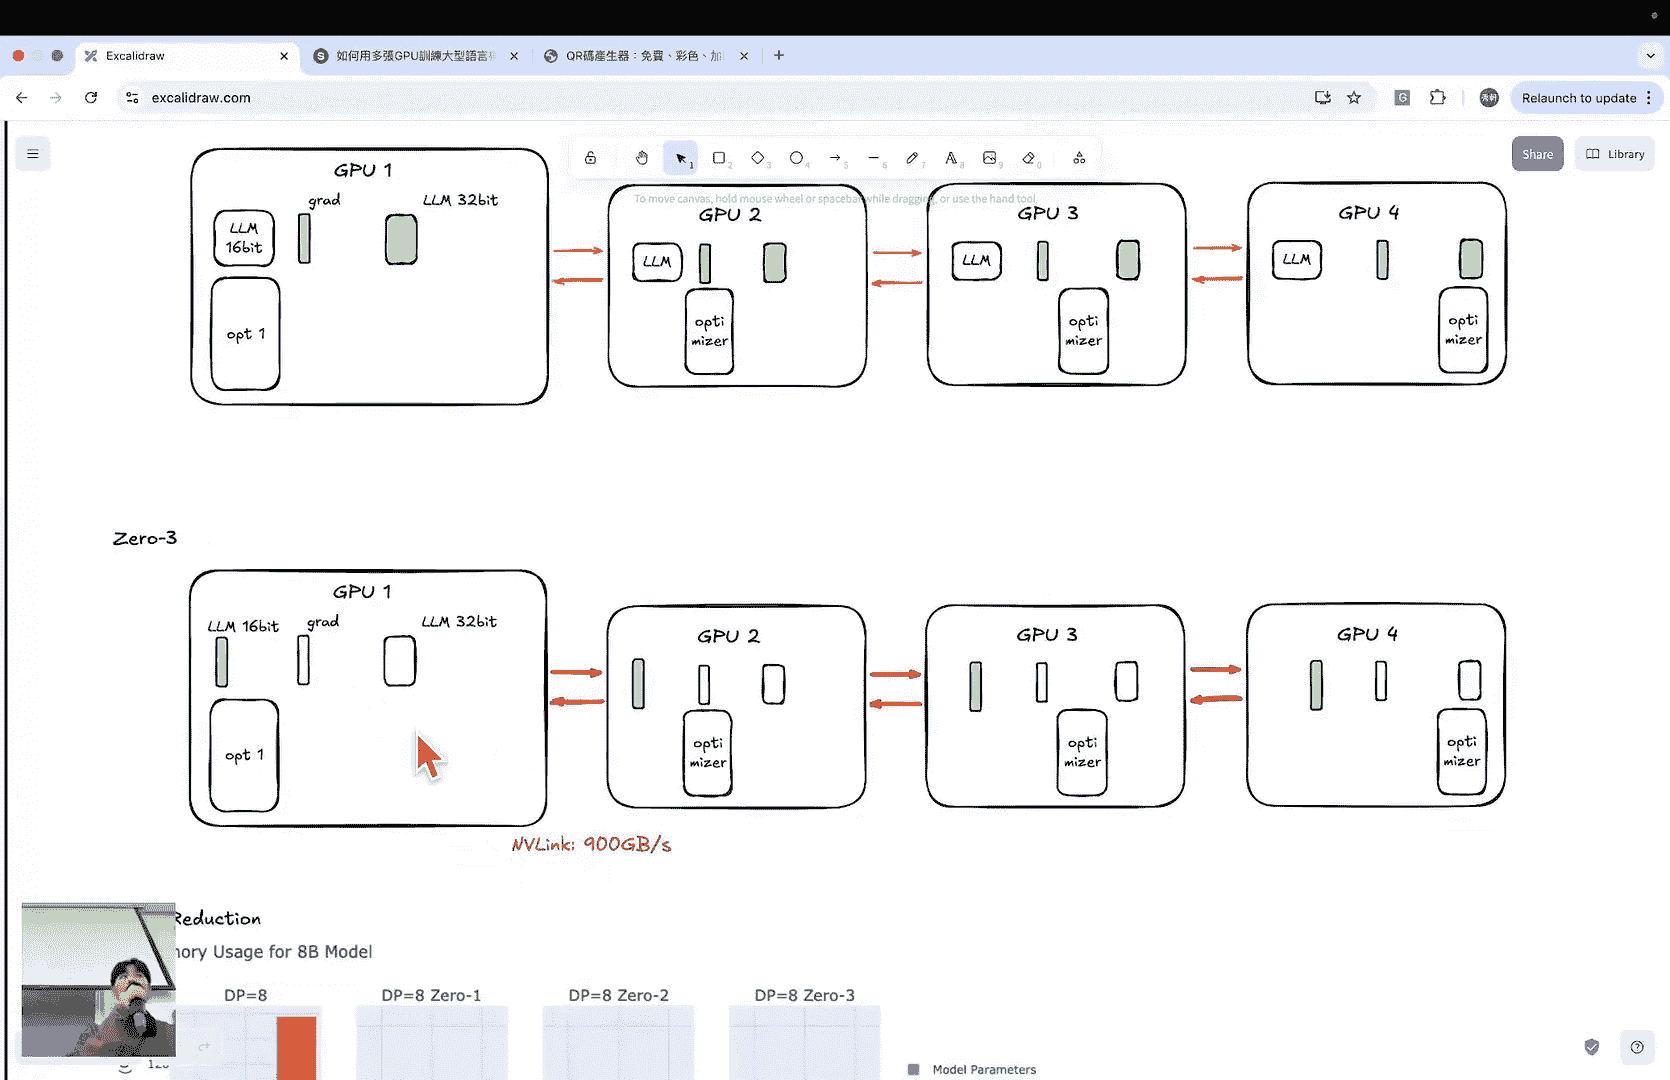 Excalidraw
如何用多張GPU訓練大型語言
QR碼產生器：免費、彩色、加
excalidraw.com
Relaunch to update
Share
Library
To move canvas, hold mouse wheel or spacebar while dragging, or use the hand tool
GPU 1
grad
LLM 32bit
LLM
16bit
opt 1
GPU 2
LLM
opti
mizer
GPU 3
LLM
opti
mizer
GPU 4
LLM
opti
mizer
Zero-3
GPU 1
LLM 16bit
grad
LLM 32bit
opt 1
GPU 2
opti
mizer
GPU 3
opti
mizer
GPU 4
opti
mizer
NVLink: 900GB/s
Reduction
Usage for 8B Model
DP=8
DP=8 Zero-1
DP=8 Zero-2
DP=8 Zero-3
Model Parameters